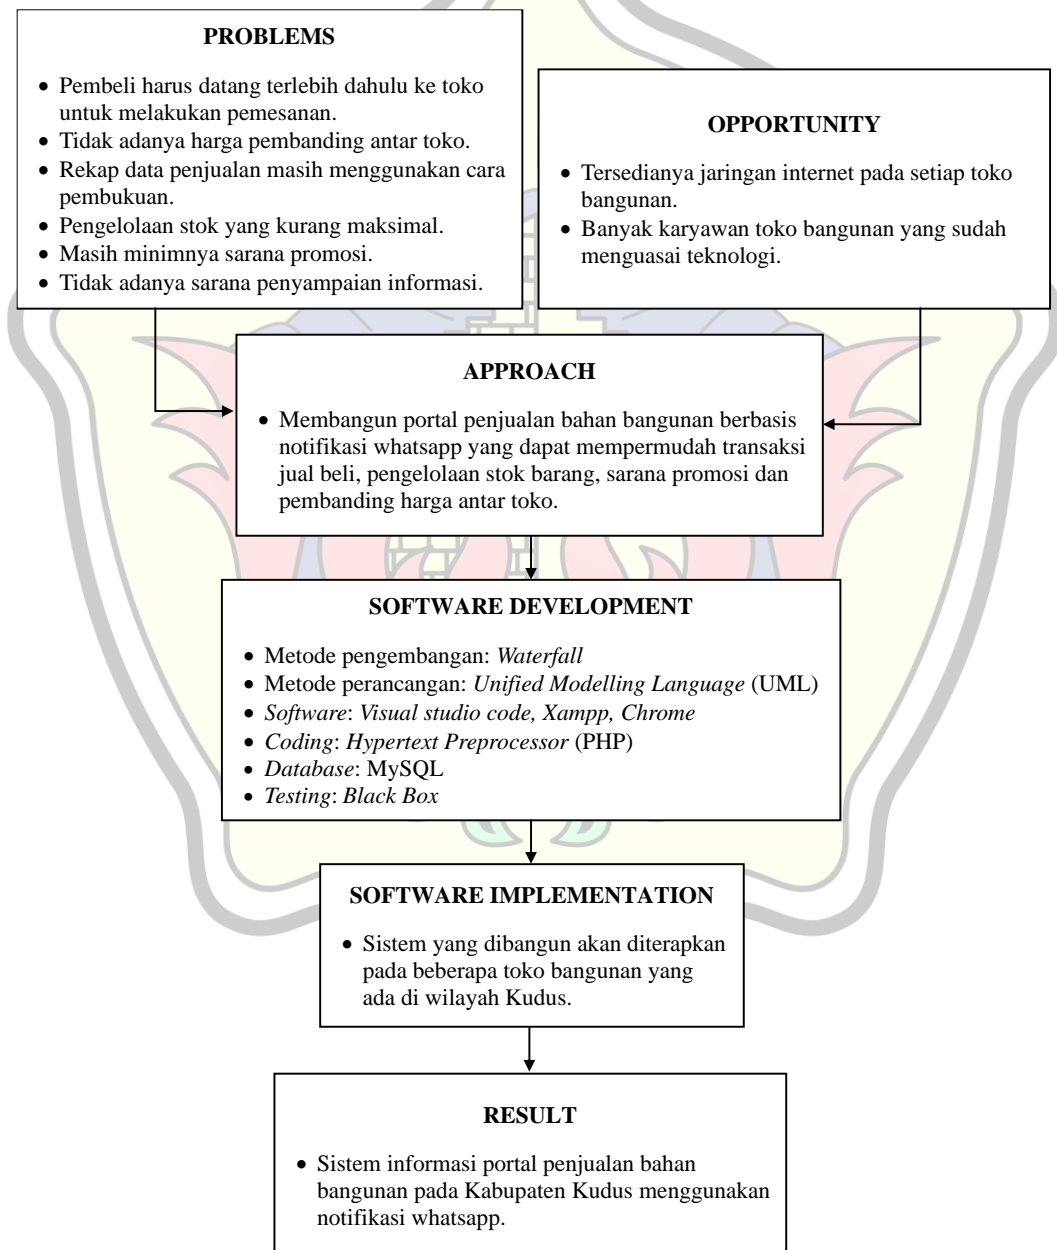 PROBLEMS
• Pembeli harus datang terlebih dahulu ke toko
untuk melakukan pemesanan.
• Tidak adanya harga pembanding antar toko.
• Rekap data penjualan masih menggunakan cara
pembukuan.
• Pengelolaan stok yang kurang maksimal.
• Masih minimnya sarana promosi.
• Tidak adanya sarana penyampaian informasi.
OPPORTUNITY
• Tersedianya jaringan internet pada setiap toko
bangunan.
• Banyak karyawan toko bangunan yang sudah
menguasai teknologi.
APPROACH
• Membangun portal penjualan bahan bangunan berbasis
notifikasi whatsapp yang dapat mempermudah transaksi
jual beli, pengelolaan stok barang, sarana promosi dan
pembanding harga antar toko.
SOFTWARE DEVELOPMENT
• Metode pengembangan: Waterfall
• Metode perancangan: Unified Modelling Language (UML)
• Software: Visual studio code, Xampp, Chrome
• Coding: Hypertext Preprocessor (PHP)
• Database: MySQL
• Testing: Black Box
SOFTWARE IMPLEMENTATION
• Sistem yang dibangun akan diterapkan
pada beberapa toko bangunan yang
ada di wilayah Kudus.
RESULT
• Sistem informasi portal penjualan bahan
bangunan pada Kabupaten Kudus menggunakan
notifikasi whatsapp.